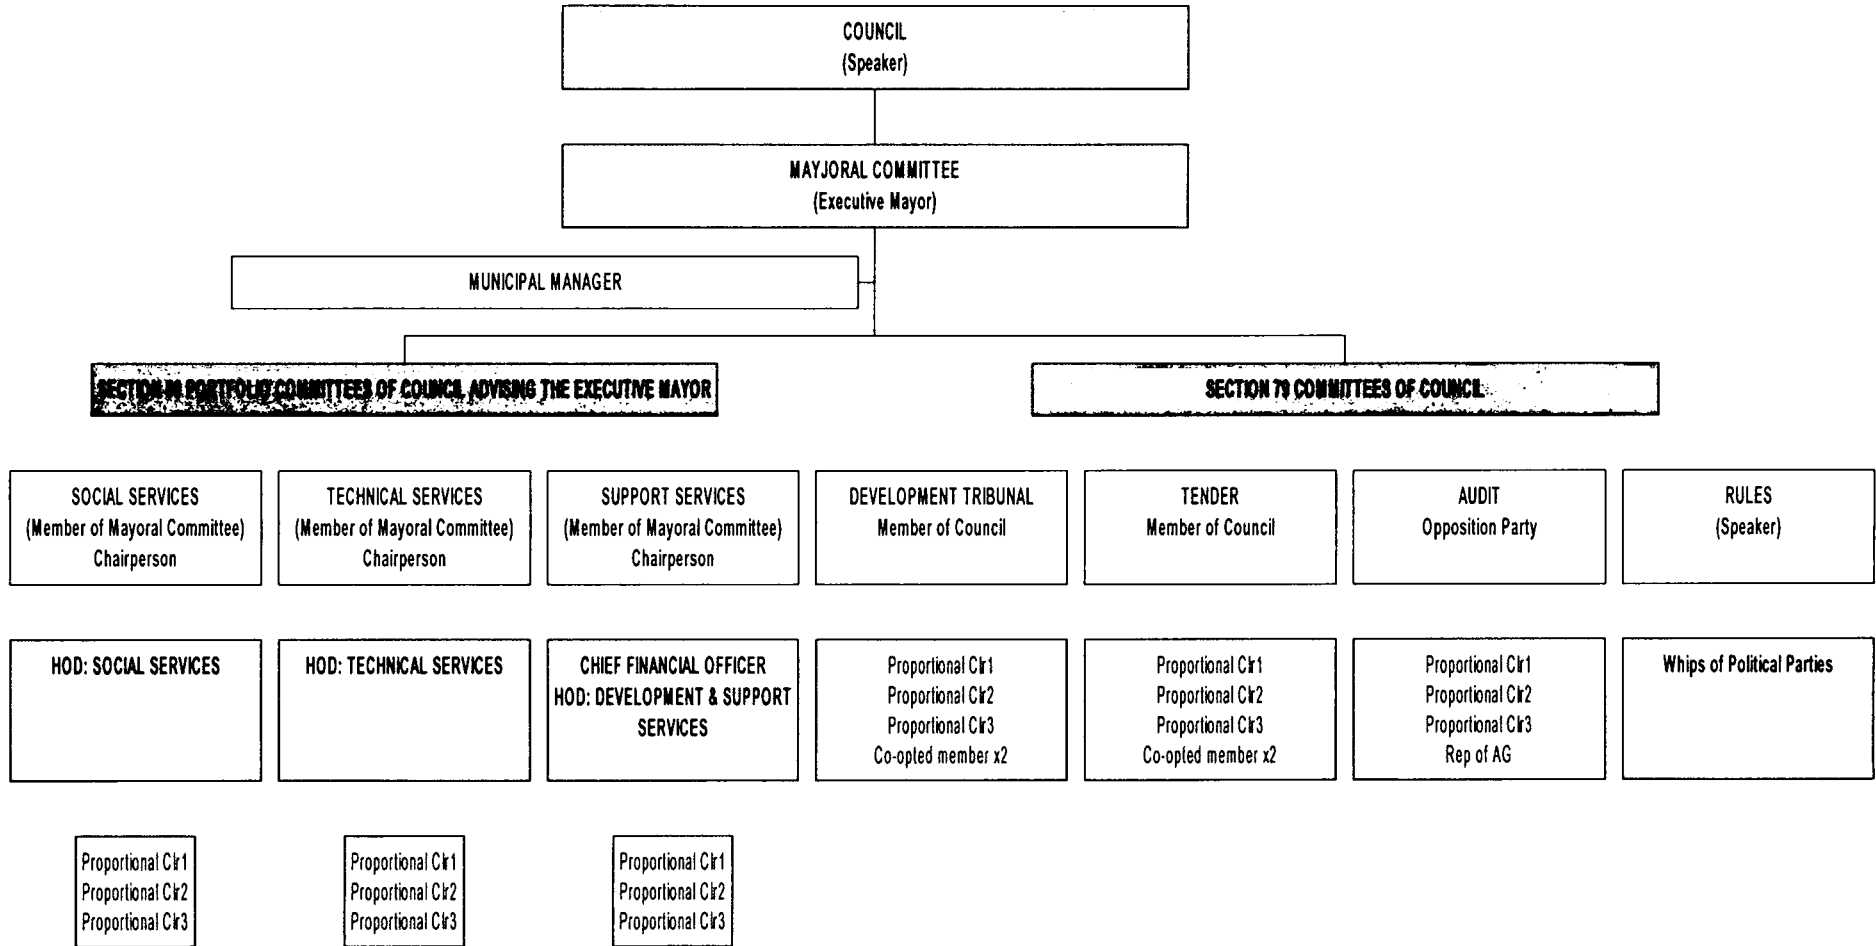 COUNCIL
(Speaker)
MAYJORAL COMMITTEE
(Executive Mayor)
MUNICIPAL MANAGER
SECTION PORTFOLIO COMMITTEES OF COUNCIL ADVISING THE EXECUTIVE MAYOR
SECTION 79 COMMITTEES OF COUNCIL
SOCIAL SERVICES
(Member of Mayoral Committee)
Chairperson
TECHNICAL SERVICES
(Member of Mayoral Committee)
Chairperson
SUPPORT SERVICES
(Member of Mayoral Committee)
Chairperson
DEVELOPMENT TRIBUNAL
Member of Council
TENDER
Member of Council
AUDIT
Opposition Party
RULES
(Speaker)
HOD: SOCIAL SERVICES
HOD: TECHNICAL SERVICES
CHIEF FINANCIAL OFFICER
HOD: DEVELOPMENT & SUPPORT
SERVICES
Proportional Clr1
Proportional Clr2
Proportional Clr3
Co-opted member x2
Proportional Clr1
Proportional Clr2
Proportional Clr3
Co-opted member x2
Proportional Clr1
Proportional Clr2
Proportional Clr3
Rep of AG
Whips of Political Parties
Proportional Clr1
Proportional Clr2
Proportional Clr3
Proportional Clr1
Proportional Clr2
Proportional Clr3
Proportional Clr1
Proportional Clr2
Proportional Clr3